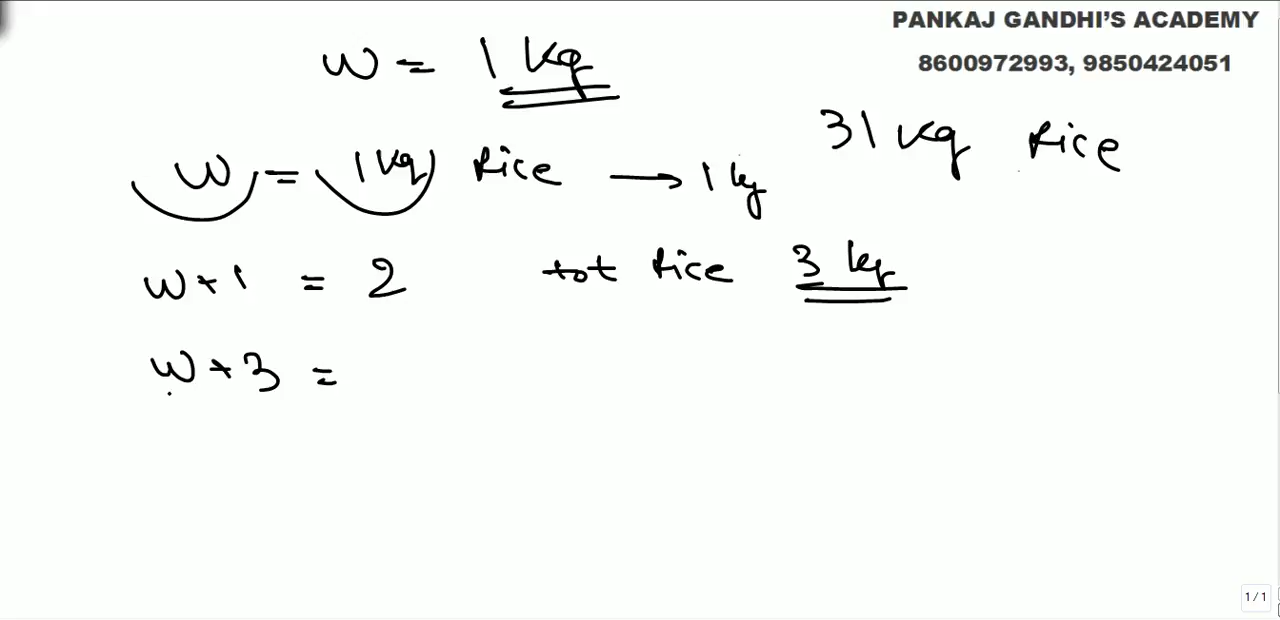 PANKAJ GANDHI'S ACADEMY
8600972993, 9850424051
w = 1 kg
31 kg rice
w = 1 kg rice → 1 kg
w + 1 = 2 tot rice 3 kg
w + 3 =
1 / 1